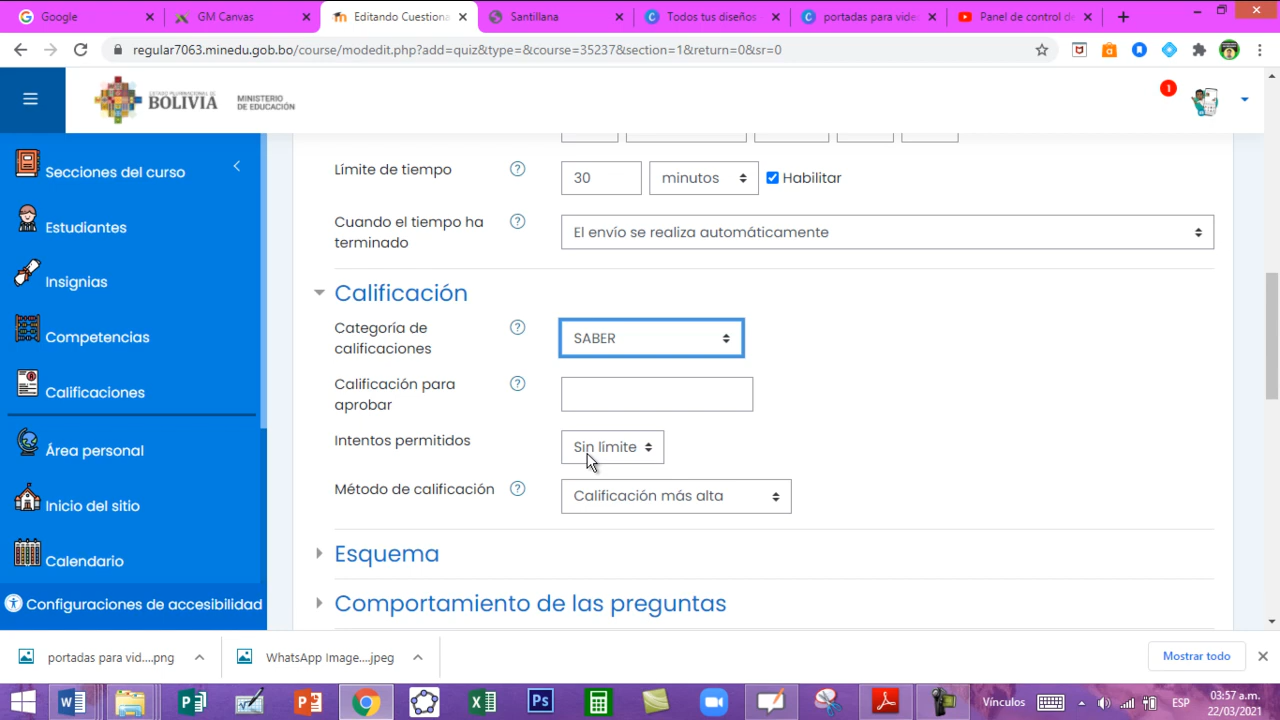 Google
GM Canvas
Editando Cuestiona
Santillana
Todos tus diseños
portadas para vide
Panel de control d
regular7063.minedu.gob.bo/course/modedit.php?add=quiz&type=&course=35237&section=1&return=0&sr=0
ESTADO PLURINACIONAL DE
BOLIVIA
MINISTERIO
DE EDUCACIÓN
1
Secciones del curso
Estudiantes
Insignias
Competencias
Calificaciones
Área personal
Inicio del sitio
Calendario
Configuraciones de accesibilidad
Límite de tiempo
30
minutos
Habilitar
Cuando el tiempo ha
terminado
El envío se realiza automáticamente
Calificación
Categoría de
calificaciones
SABER
Calificación para
aprobar
Intentos permitidos
Sin límite
Método de calificación
Calificación más alta
Esquema
Comportamiento de las preguntas
portadas para vid....png
WhatsApp Image....jpeg
Mostrar todo
Vínculos
ESP
03:57 a.m.
22/03/2021